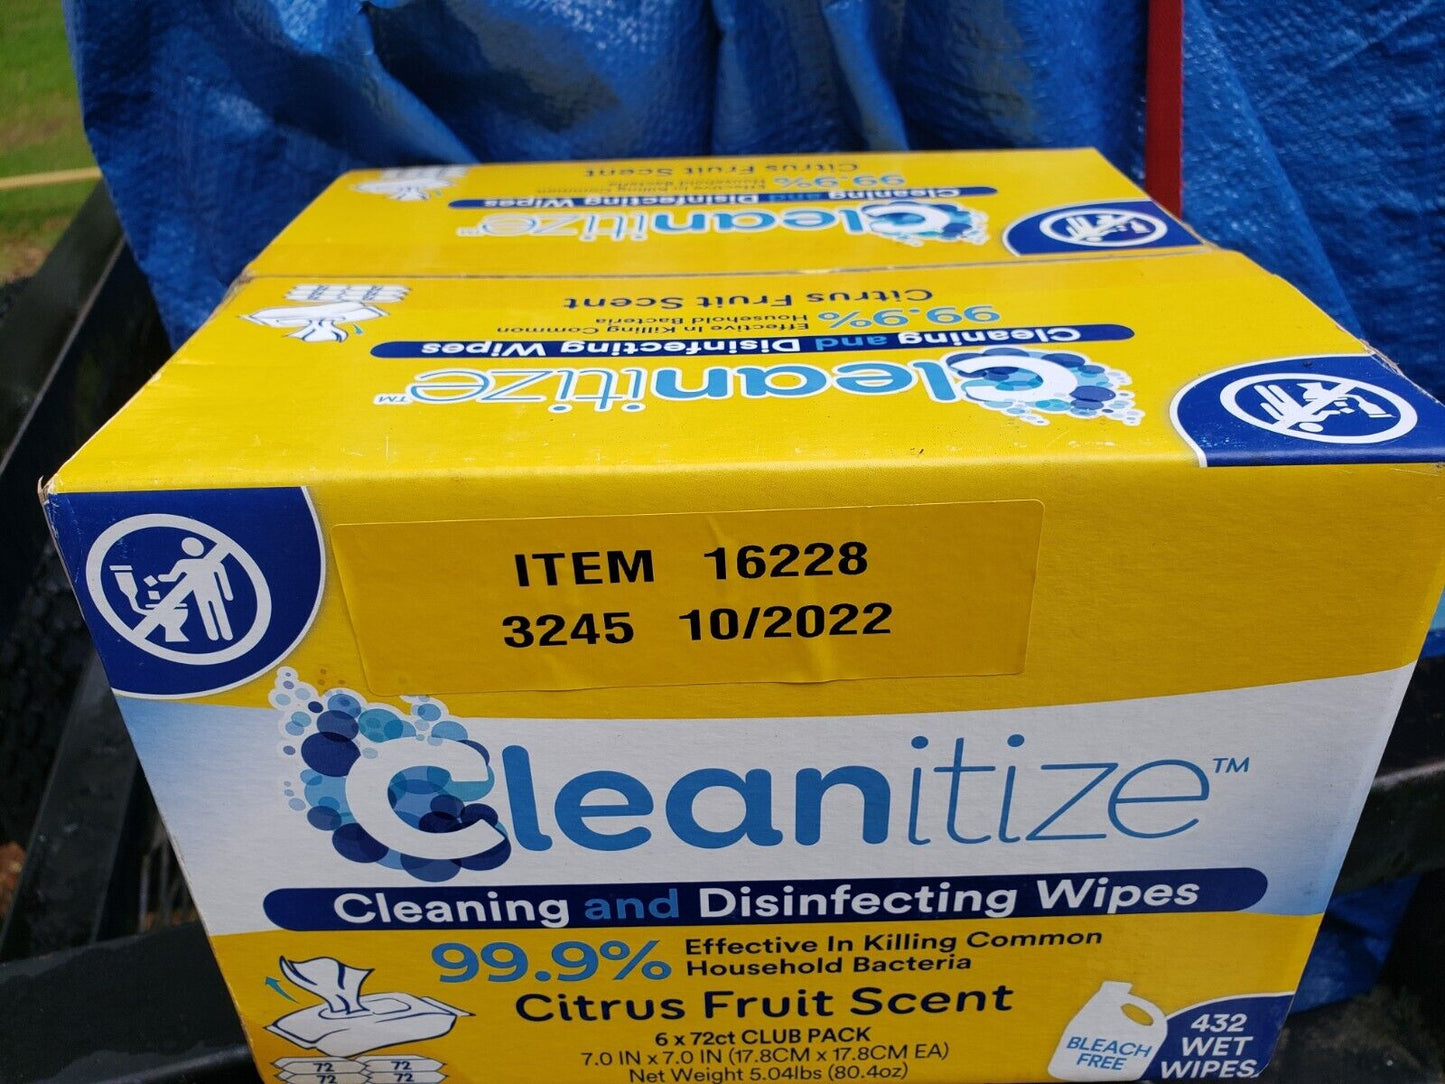 Citrus Fruit Scent
99.9% Effective In Killing Common
Household Bacteria
Cleaning and Disinfecting Wipes
Cleanitize™
Citrus Fruit Scent
99.9% Effective In Killing Common
Household Bacteria
Cleaning and Disinfecting Wipes
Cleanitize™
ITEM 16228
3245 10/2022
Cleanitize™
Cleaning and Disinfecting Wipes
99.9% Effective In Killing Common
Household Bacteria
Citrus Fruit Scent
6 x 72ct CLUB PACK
7.0 IN x 7.0 IN (17.8CM x 17.8CM EA)
Net Weight 5.04lbs (80.4oz)
72 72
72 72
BLEACH
FREE
432
WET
WIPES